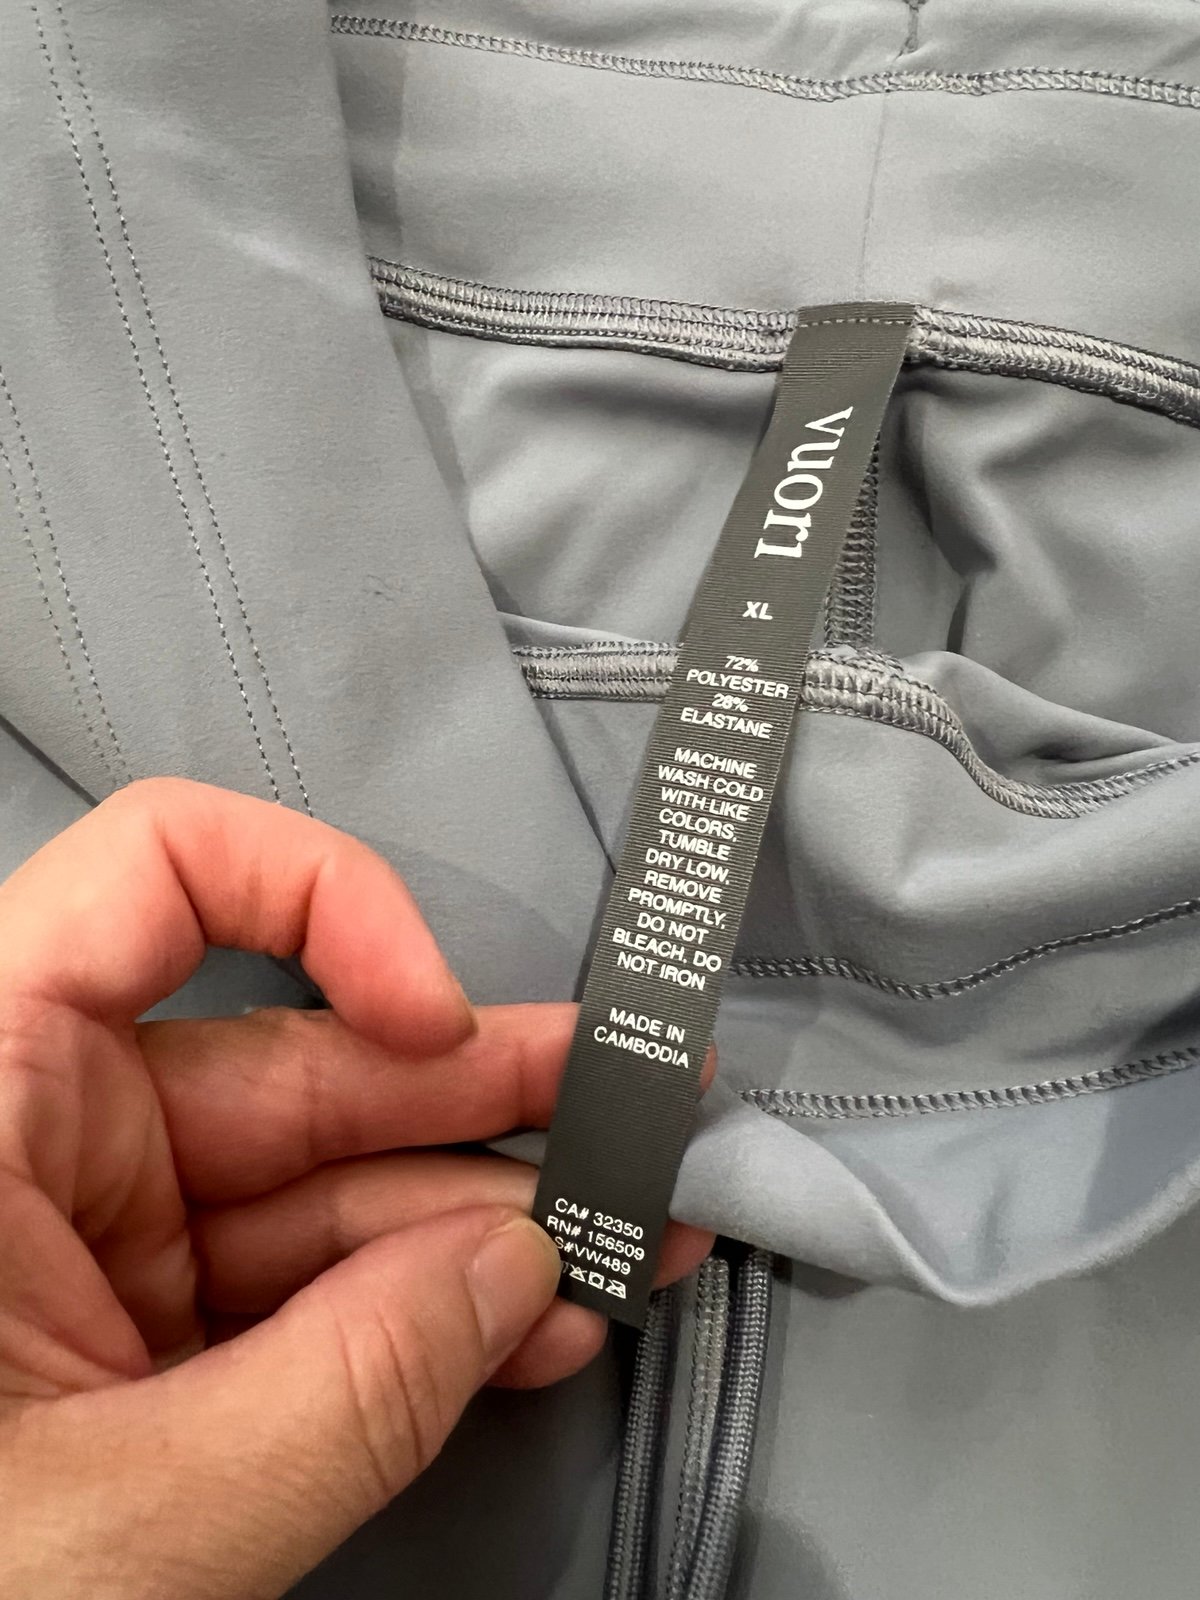 vuori
XL
72%
POLYESTER
28%
ELASTANE
MACHINE
WASH COLD
WITH LIKE
COLORS,
TUMBLE
DRY LOW,
REMOVE
PROMPTLY,
DO NOT
BLEACH, DO
NOT IRON
MADE IN
CAMBODIA
CA# 32350
RN# 156509
S#VW489